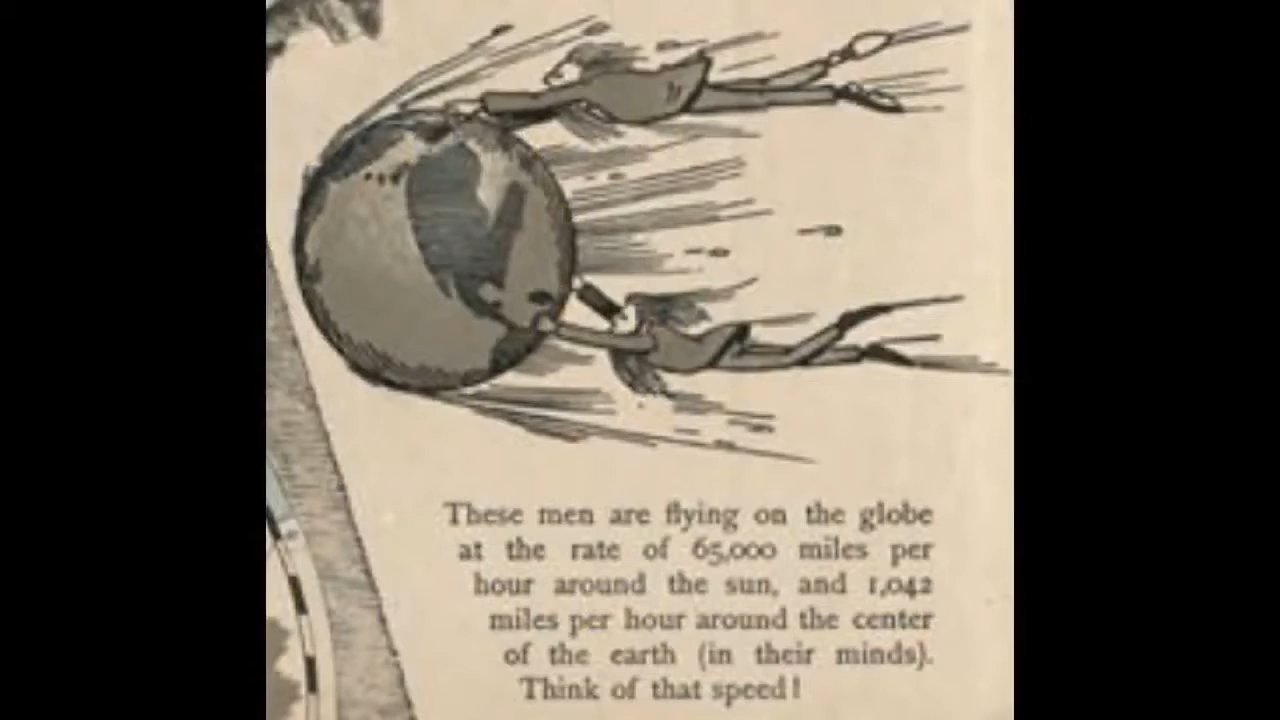 These men are flying on the globe
at the rate of 65,000 miles per
hour around the sun, and 1,042
miles per hour around the center
of the earth (in their minds).
Think of that speed!